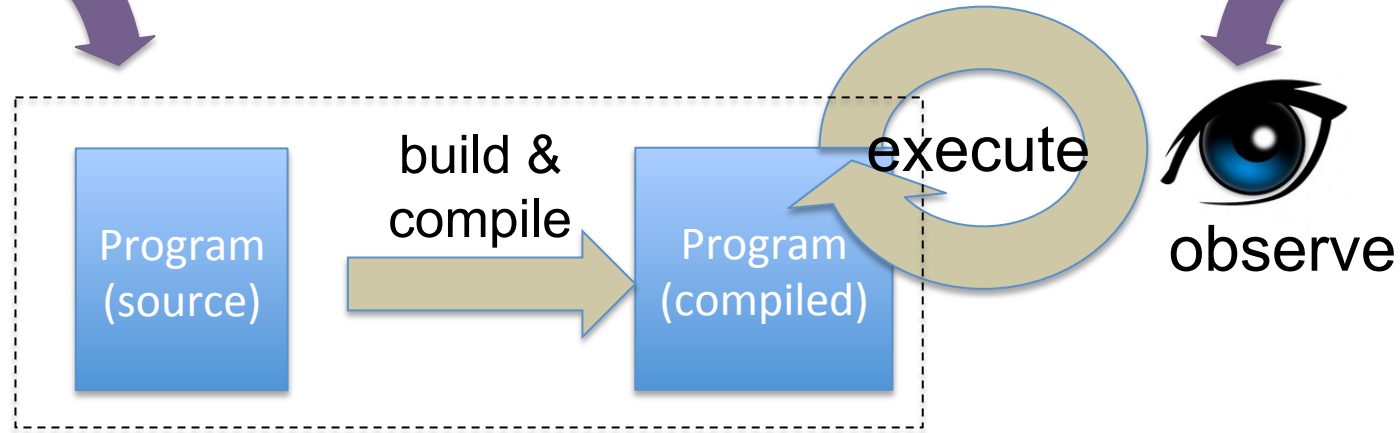 Program
(source)
build &
compile
Program
(compiled)
execute
observe